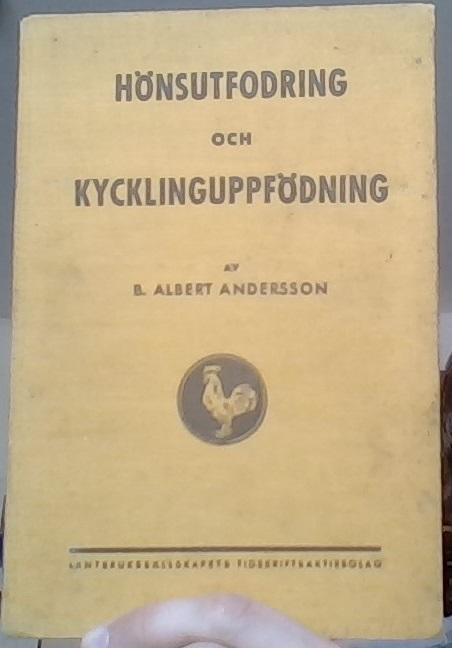 HÖNSUTFODRING
OCH
KYCKLINGUPPFÖDNING
AV
B. ALBERT ANDERSSON
LANTBRUKSSÄLLSKAPETS TIDSKRIFTSAKTIEBOLAG